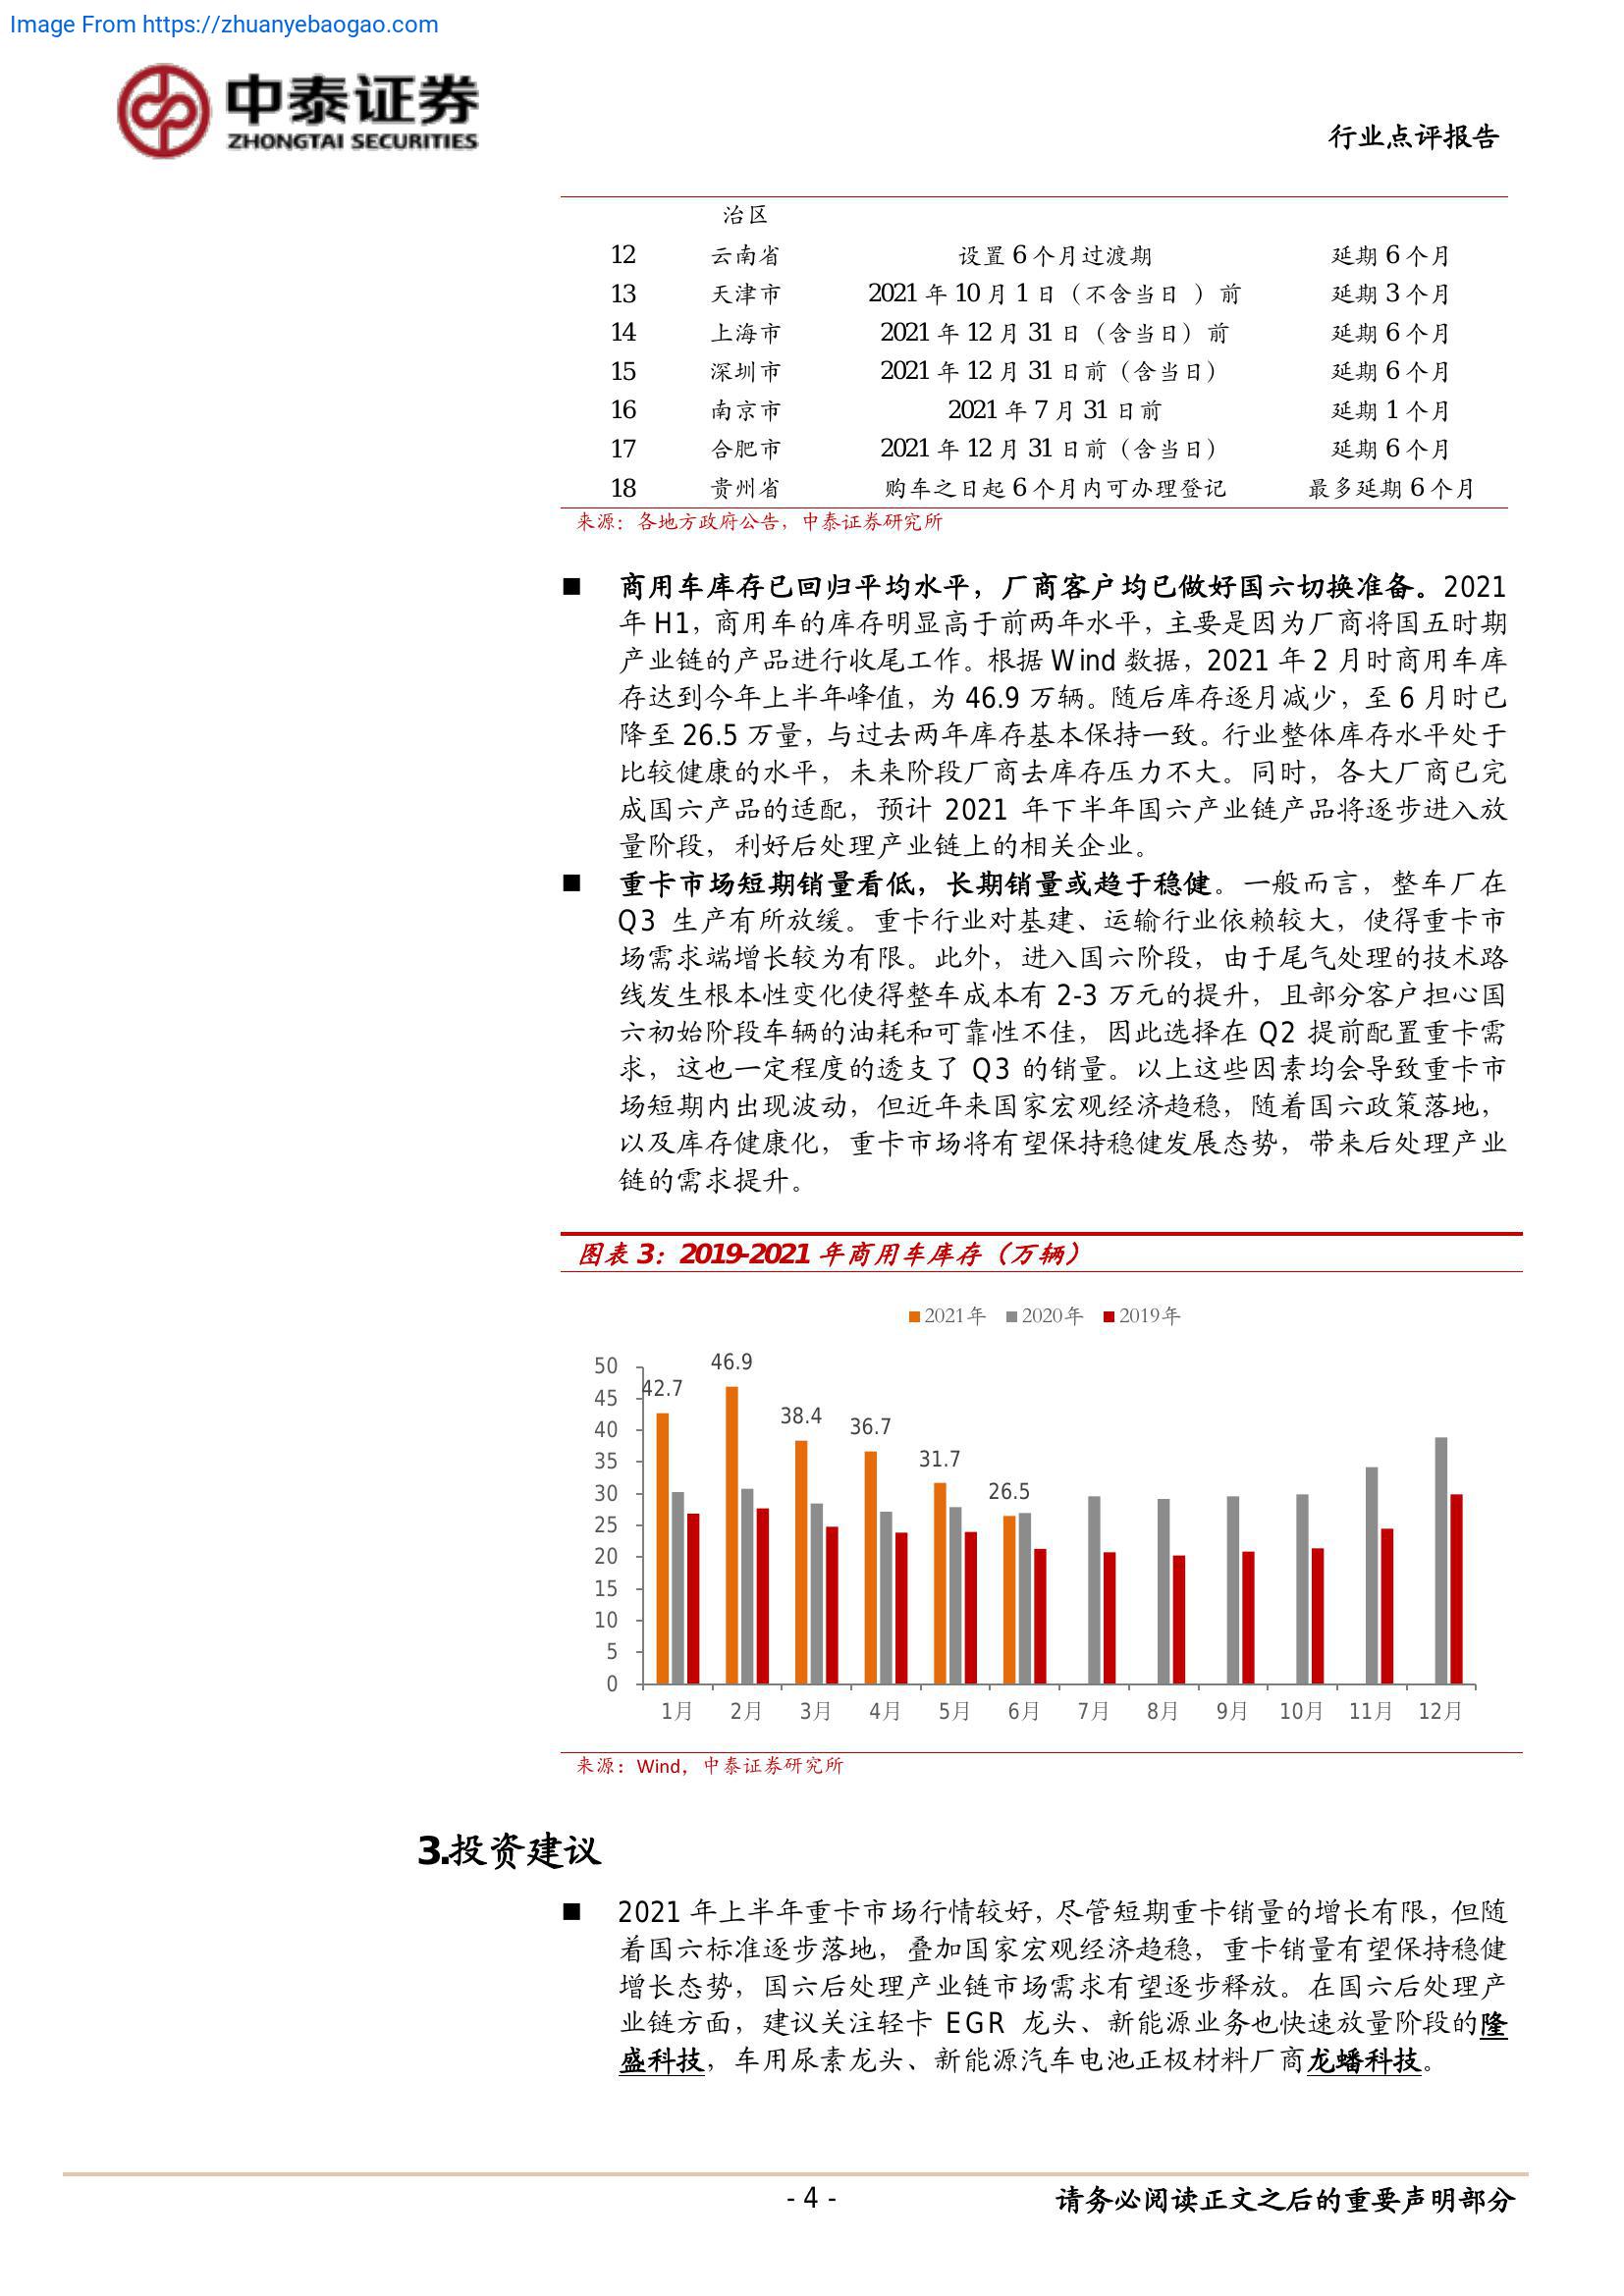 Image From https://zhuanyebaogao.com
中泰证券
ZHONGTAI SECURITIES
行业点评报告
治区
12 云南省 设置 6 个月过渡期 延期 6 个月
13 天津市 2021 年 10 月 1 日（不含当日 ）前 延期 3 个月
14 上海市 2021 年 12 月 31 日（含当日）前 延期 6 个月
15 深圳市 2021 年 12 月 31 日前（含当日） 延期 6 个月
16 南京市 2021 年 7 月 31 日前 延期 1 个月
17 合肥市 2021 年 12 月 31 日前（含当日） 延期 6 个月
18 贵州省 购车之日起 6 个月内可办理登记 最多延期 6 个月
来源：各地方政府公告，中泰证券研究所
■ 商用车库存已回归平均水平，厂商客户均已做好国六切换准备。2021
年 H1，商用车的库存明显高于前两年水平，主要是因为厂商将国五时期
产业链的产品进行收尾工作。根据 Wind 数据，2021 年 2 月时商用车库
存达到今年上半年峰值，为 46.9 万辆。随后库存逐月减少，至 6 月时已
降至 26.5 万量，与过去两年库存基本保持一致。行业整体库存水平处于
比较健康的水平，未来阶段厂商去库存压力不大。同时，各大厂商已完
成国六产品的适配，预计 2021 年下半年国六产业链产品将逐步进入放
量阶段，利好后处理产业链上的相关企业。
■ 重卡市场短期销量看低，长期销量或趋于稳健。一般而言，整车厂在
Q3 生产有所放缓。重卡行业对基建、运输行业依赖较大，使得重卡市
场需求端增长较为有限。此外，进入国六阶段，由于尾气处理的技术路
线发生根本性变化使得整车成本有 2-3 万元的提升，且部分客户担心国
六初始阶段车辆的油耗和可靠性不佳，因此选择在 Q2 提前配置重卡需
求，这也一定程度的透支了 Q3 的销量。以上这些因素均会导致重卡市
场短期内出现波动，但近年来国家宏观经济趋稳，随着国六政策落地，
以及库存健康化，重卡市场将有望保持稳健发展态势，带来后处理产业
链的需求提升。
图表 3：2019-2021 年商用车库存（万辆）
2021年 2020年 2019年
50
45
40
35
30
25
20
15
10
5
0
42.7
46.9
38.4
36.7
31.7
26.5
1月 2月 3月 4月 5月 6月 7月 8月 9月 10月 11月 12月
来源：Wind，中泰证券研究所
3.投资建议
■ 2021 年上半年重卡市场行情较好，尽管短期重卡销量的增长有限，但随
着国六标准逐步落地，叠加国家宏观经济趋稳，重卡销量有望保持稳健
增长态势，国六后处理产业链市场需求有望逐步释放。在国六后处理产
业链方面，建议关注轻卡 EGR 龙头、新能源业务也快速放量阶段的隆
盛科技，车用尿素龙头、新能源汽车电池正极材料厂商龙蟠科技。
- 4 -
请务必阅读正文之后的重要声明部分